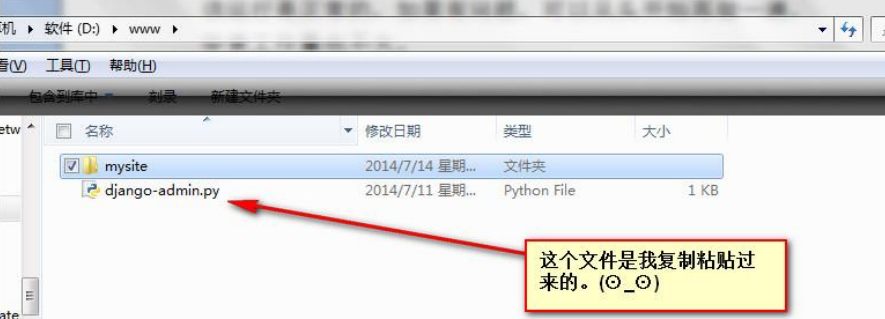 机 ▸ 软件 (D:) ▸ www ▸
看(V) 工具(T) 帮助(H)
包含到库中 刻录 新建文件夹
etw 名称 修改日期 类型 大小
mysite 2014/7/14 星期... 文件夹
django-admin.py 2014/7/11 星期... Python File 1 KB
这个文件是我复制粘贴过
来的。(⊙_⊙)
ate